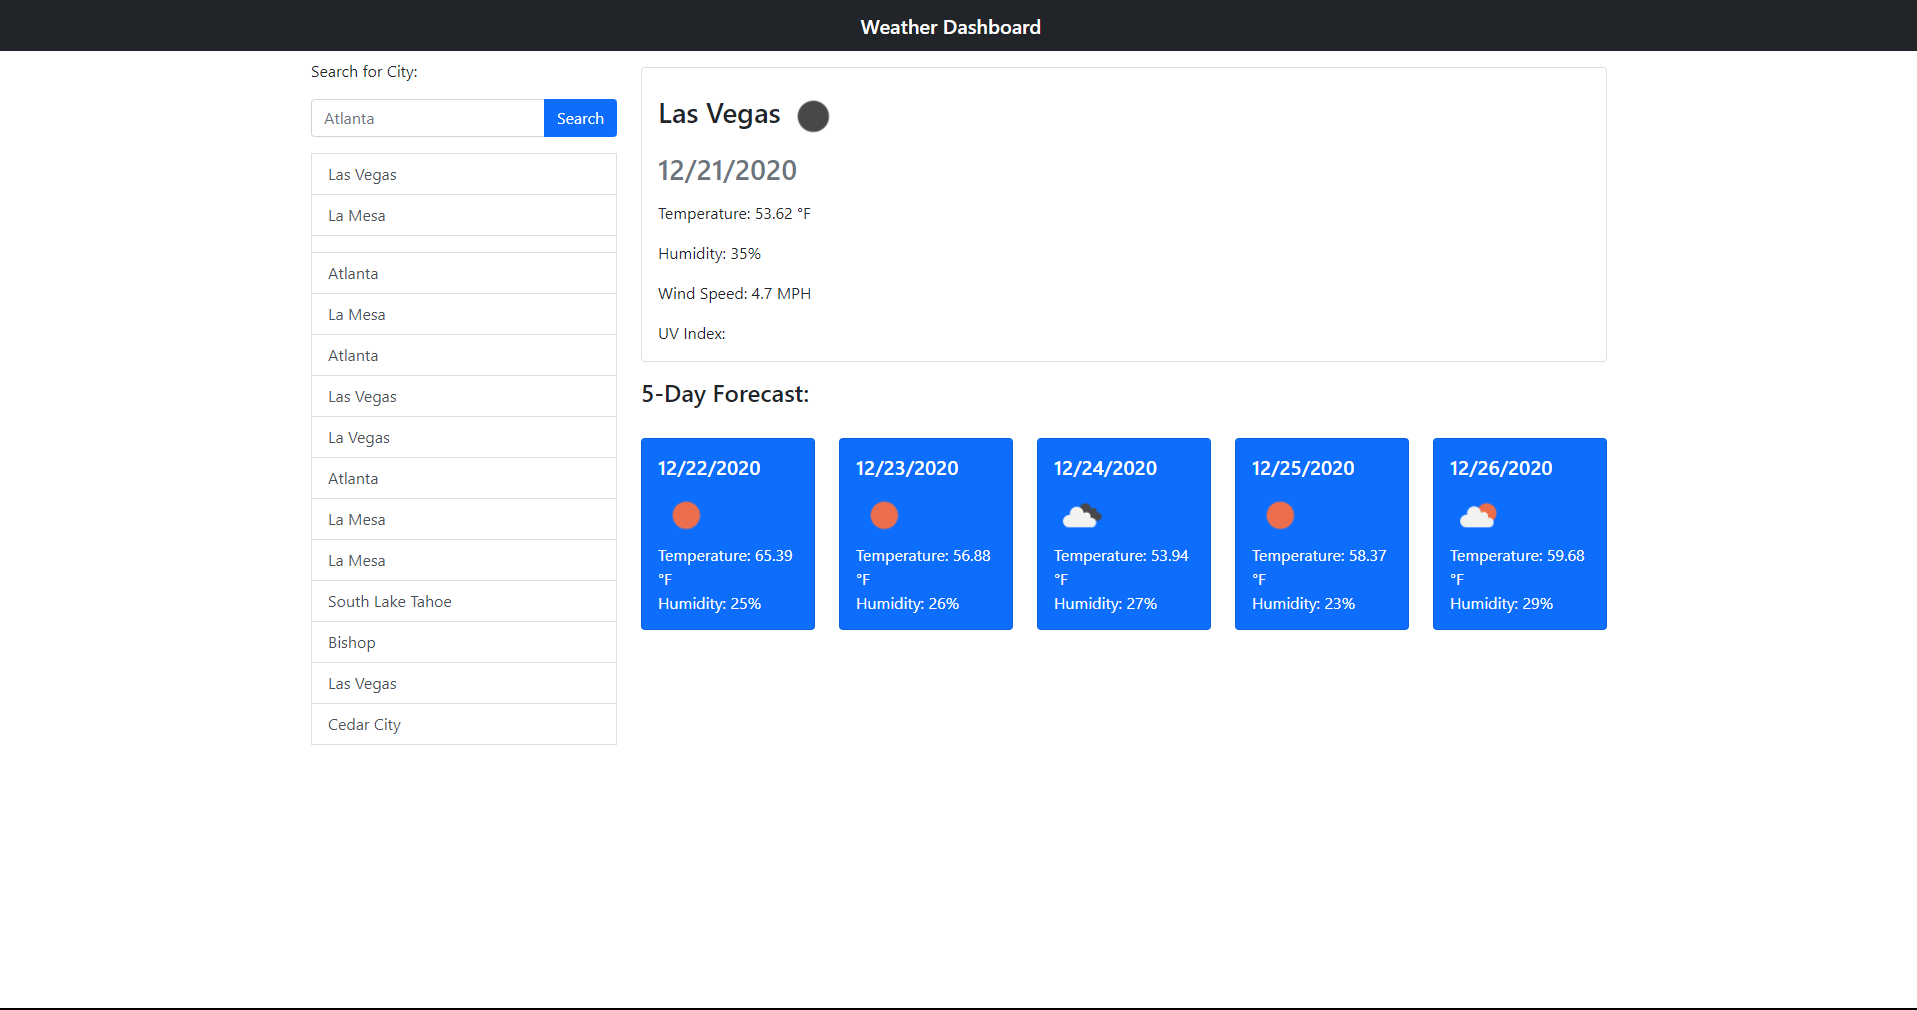 Weather Dashboard
Search for City:
Atlanta
Search
Las Vegas
La Mesa
Atlanta
La Mesa
Atlanta
Las Vegas
La Vegas
Atlanta
La Mesa
La Mesa
South Lake Tahoe
Bishop
Las Vegas
Cedar City
Las Vegas
12/21/2020
Temperature: 53.62 °F
Humidity: 35%
Wind Speed: 4.7 MPH
UV Index:
5-Day Forecast:
12/22/2020
Temperature: 65.39
°F
Humidity: 25%
12/23/2020
Temperature: 56.88
°F
Humidity: 26%
12/24/2020
Temperature: 53.94
°F
Humidity: 27%
12/25/2020
Temperature: 58.37
°F
Humidity: 23%
12/26/2020
Temperature: 59.68
°F
Humidity: 29%